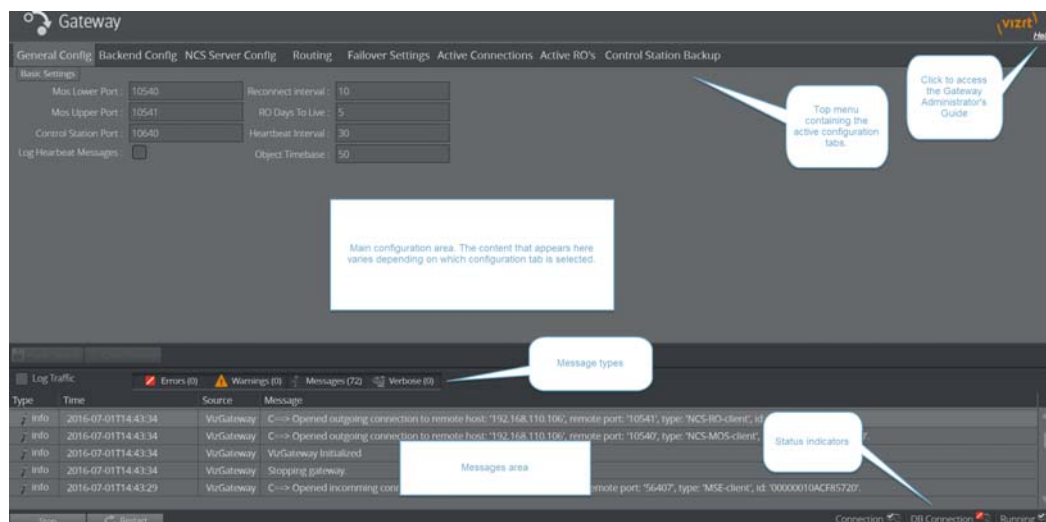 Gateway
vizrt
General Config Backend Config NCS Server Config Routing Failover Settings Active Connections Active RO's Control Station Backup
Basic Settings
Mos Lower Port : 10540 Reconnect interval : 10
Mos Upper Port : 10541 RO Days To Live : 5
Control Station Port : 10640 Heartbeat Interval : 30
Log Hearbeat Messages : Object Timebase : 50
Click to access
the Gateway
Administrator's
Guide
Top menu
containing the
active configuration
tabs.
Main configuration area. The content that appears here
varies depending on which configuration tab is selected.
Message types
Log Traffic Errors (0) Warnings (0) Messages (72) Verbose (0)
Type Time Source Message
info 2016-07-01T14:43:34 VizGateway C==> Opened outgoing connection to remote host: '192.168.110.106', remote port: '10541', type: 'NCS-RO-client', id
info 2016-07-01T14:43:34 VizGateway C==> Opened outgoing connection to remote host: '192.168.110.106', remote port: '10540', type: 'NCS-MOS-client',
info 2016-07-01T14:43:34 VizGateway VizGateway Initialized
info 2016-07-01T14:43:34 VizGateway Stopping gateway.
info 2016-07-01T14:43:29 VizGateway C==> Opened incomming conn emote port: '56407', type: 'MSE-client', id: '00000010ACF85720'.
Status indicators
Messages area
Restart Connection DB Connection Running